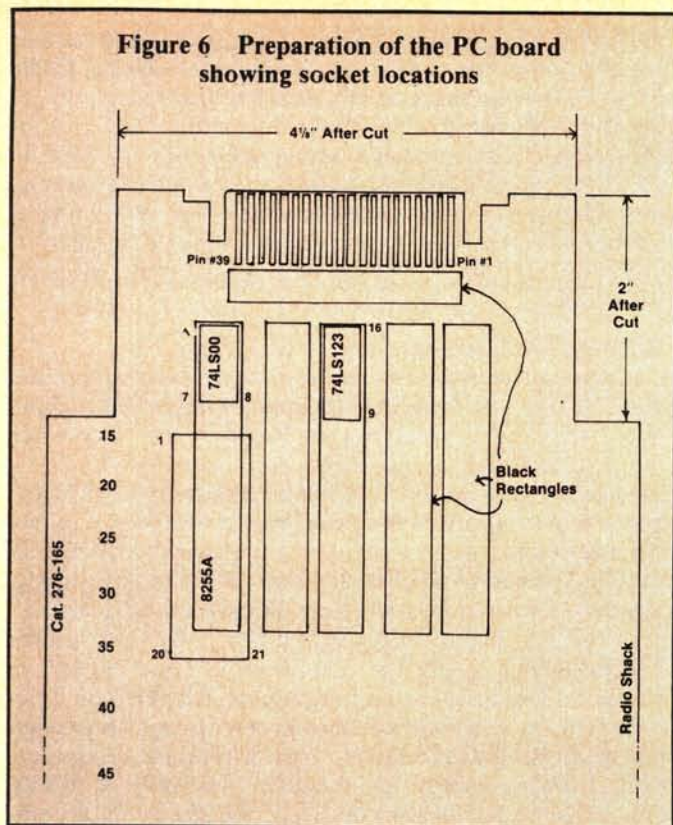 Figure 6 Preparation of the PC board
showing socket locations
4⅛" After Cut
Pin #39
Pin #1
2"
After
Cut
1
74LS00
7
8
74LS123
16
9
15
20
25
30
35
40
45
1
8255A
20
21
Black
Rectangles
Cat. 276-165
Radio Shack